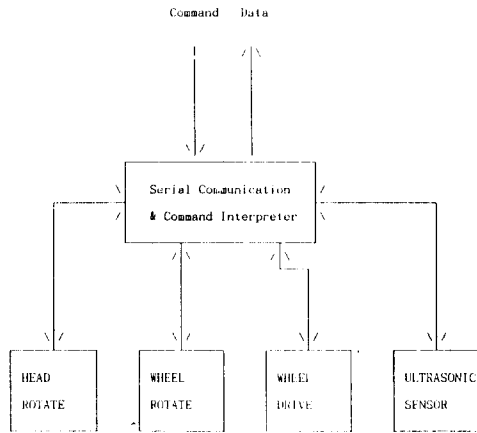 Command Data
Serial Communication
& Command Interpreter
HEAD
ROTATE
WHEEL
ROTATE
WHEEL
DRIVE
ULTRASONIC
SENSOR